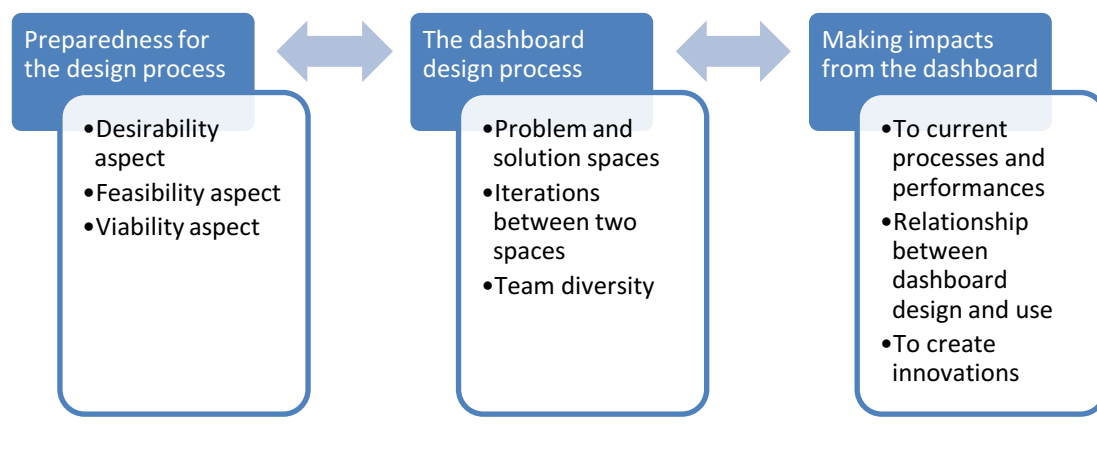 Preparedness for
the design process
•Desirability
aspect
•Feasibility aspect
•Viability aspect
The dashboard
design process
•Problem and
solution spaces
•Iterations
between two
spaces
•Team diversity
Making impacts
from the dashboard
•To current
processes and
performances
•Relationship
between
dashboard
design and use
•To create
innovations